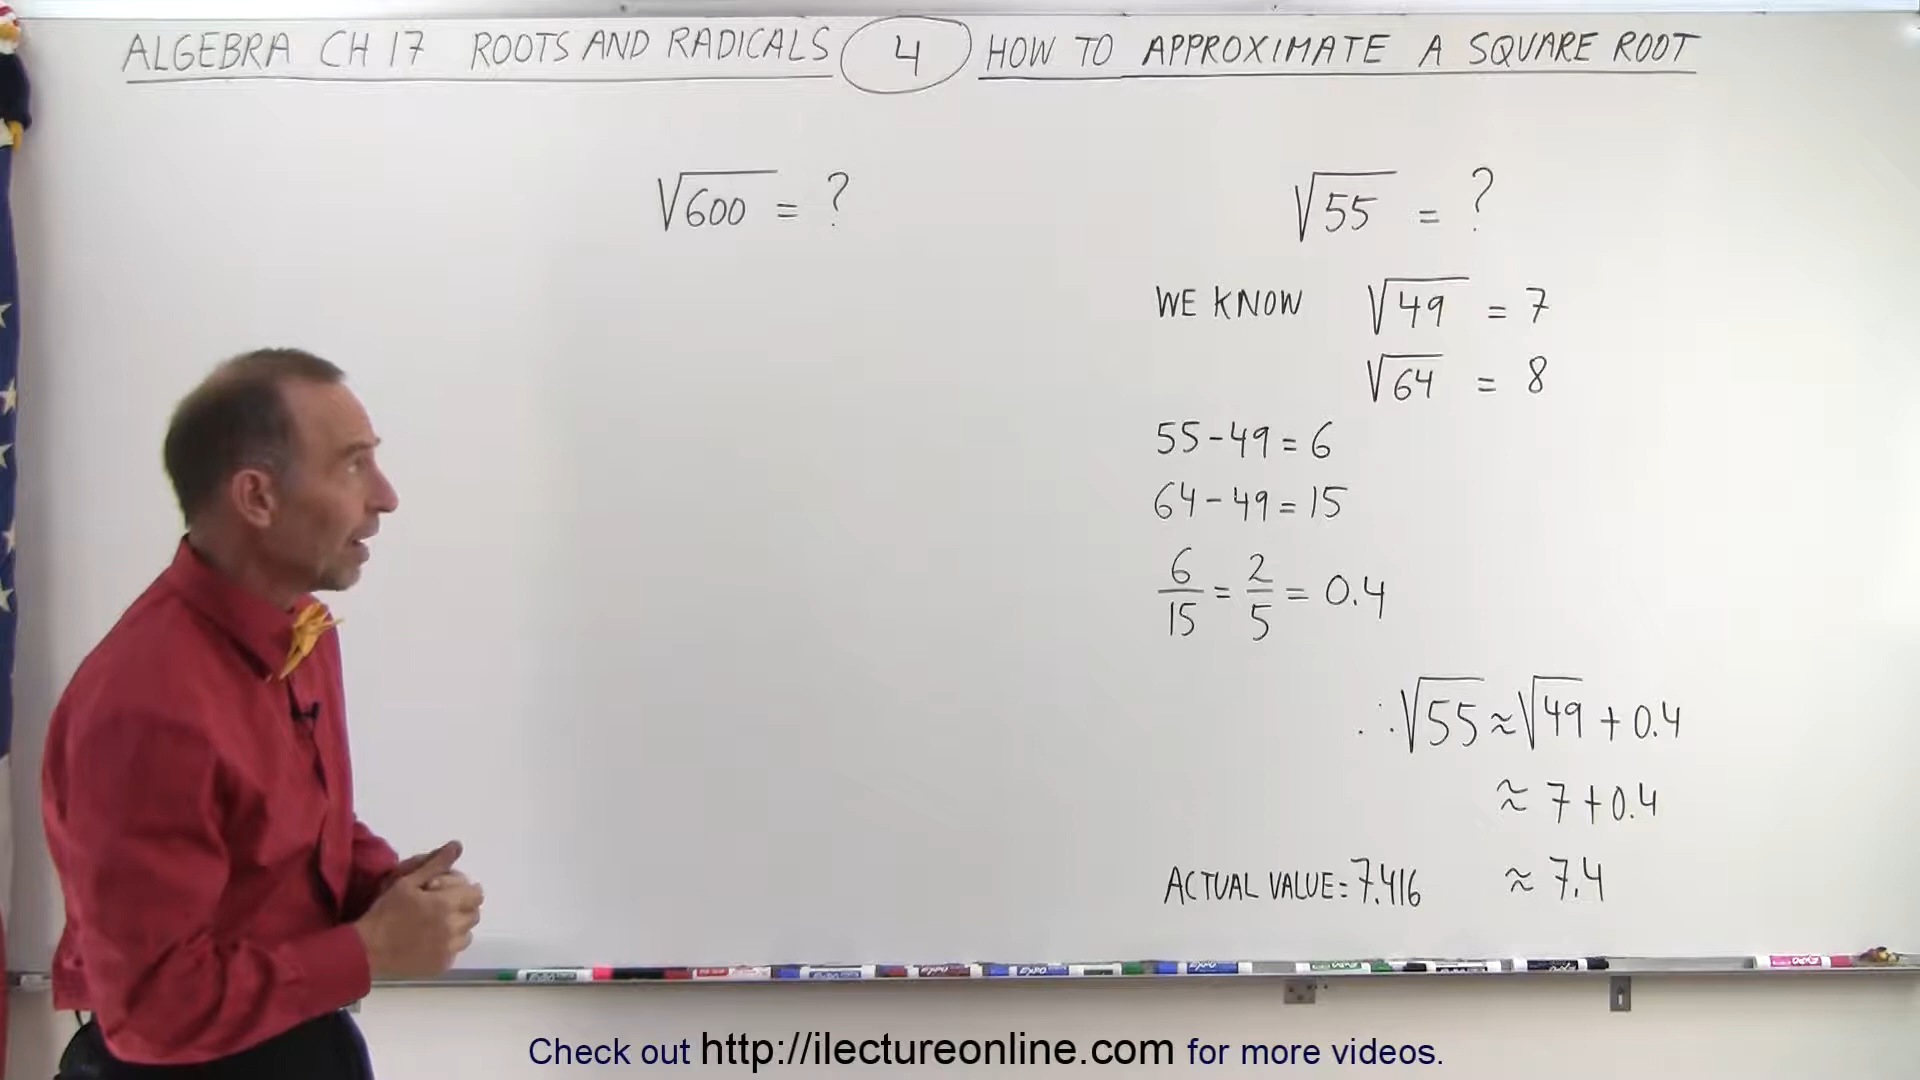 ALGEBRA CH 17 ROOTS AND RADICALS 4 HOW TO APPROXIMATE A SQUARE ROOT
√600 = ?
√55 = ?
WE KNOW √49 = 7
√64 = 8
55-49=6
64-49=15
6/15 = 2/5 = 0.4
∴ √55 ≈ √49 + 0.4
≈ 7+0.4
ACTUAL VALUE=7.416 ≈ 7.4
EXPO
EXPO
Check out http://ilectureonline.com for more videos.